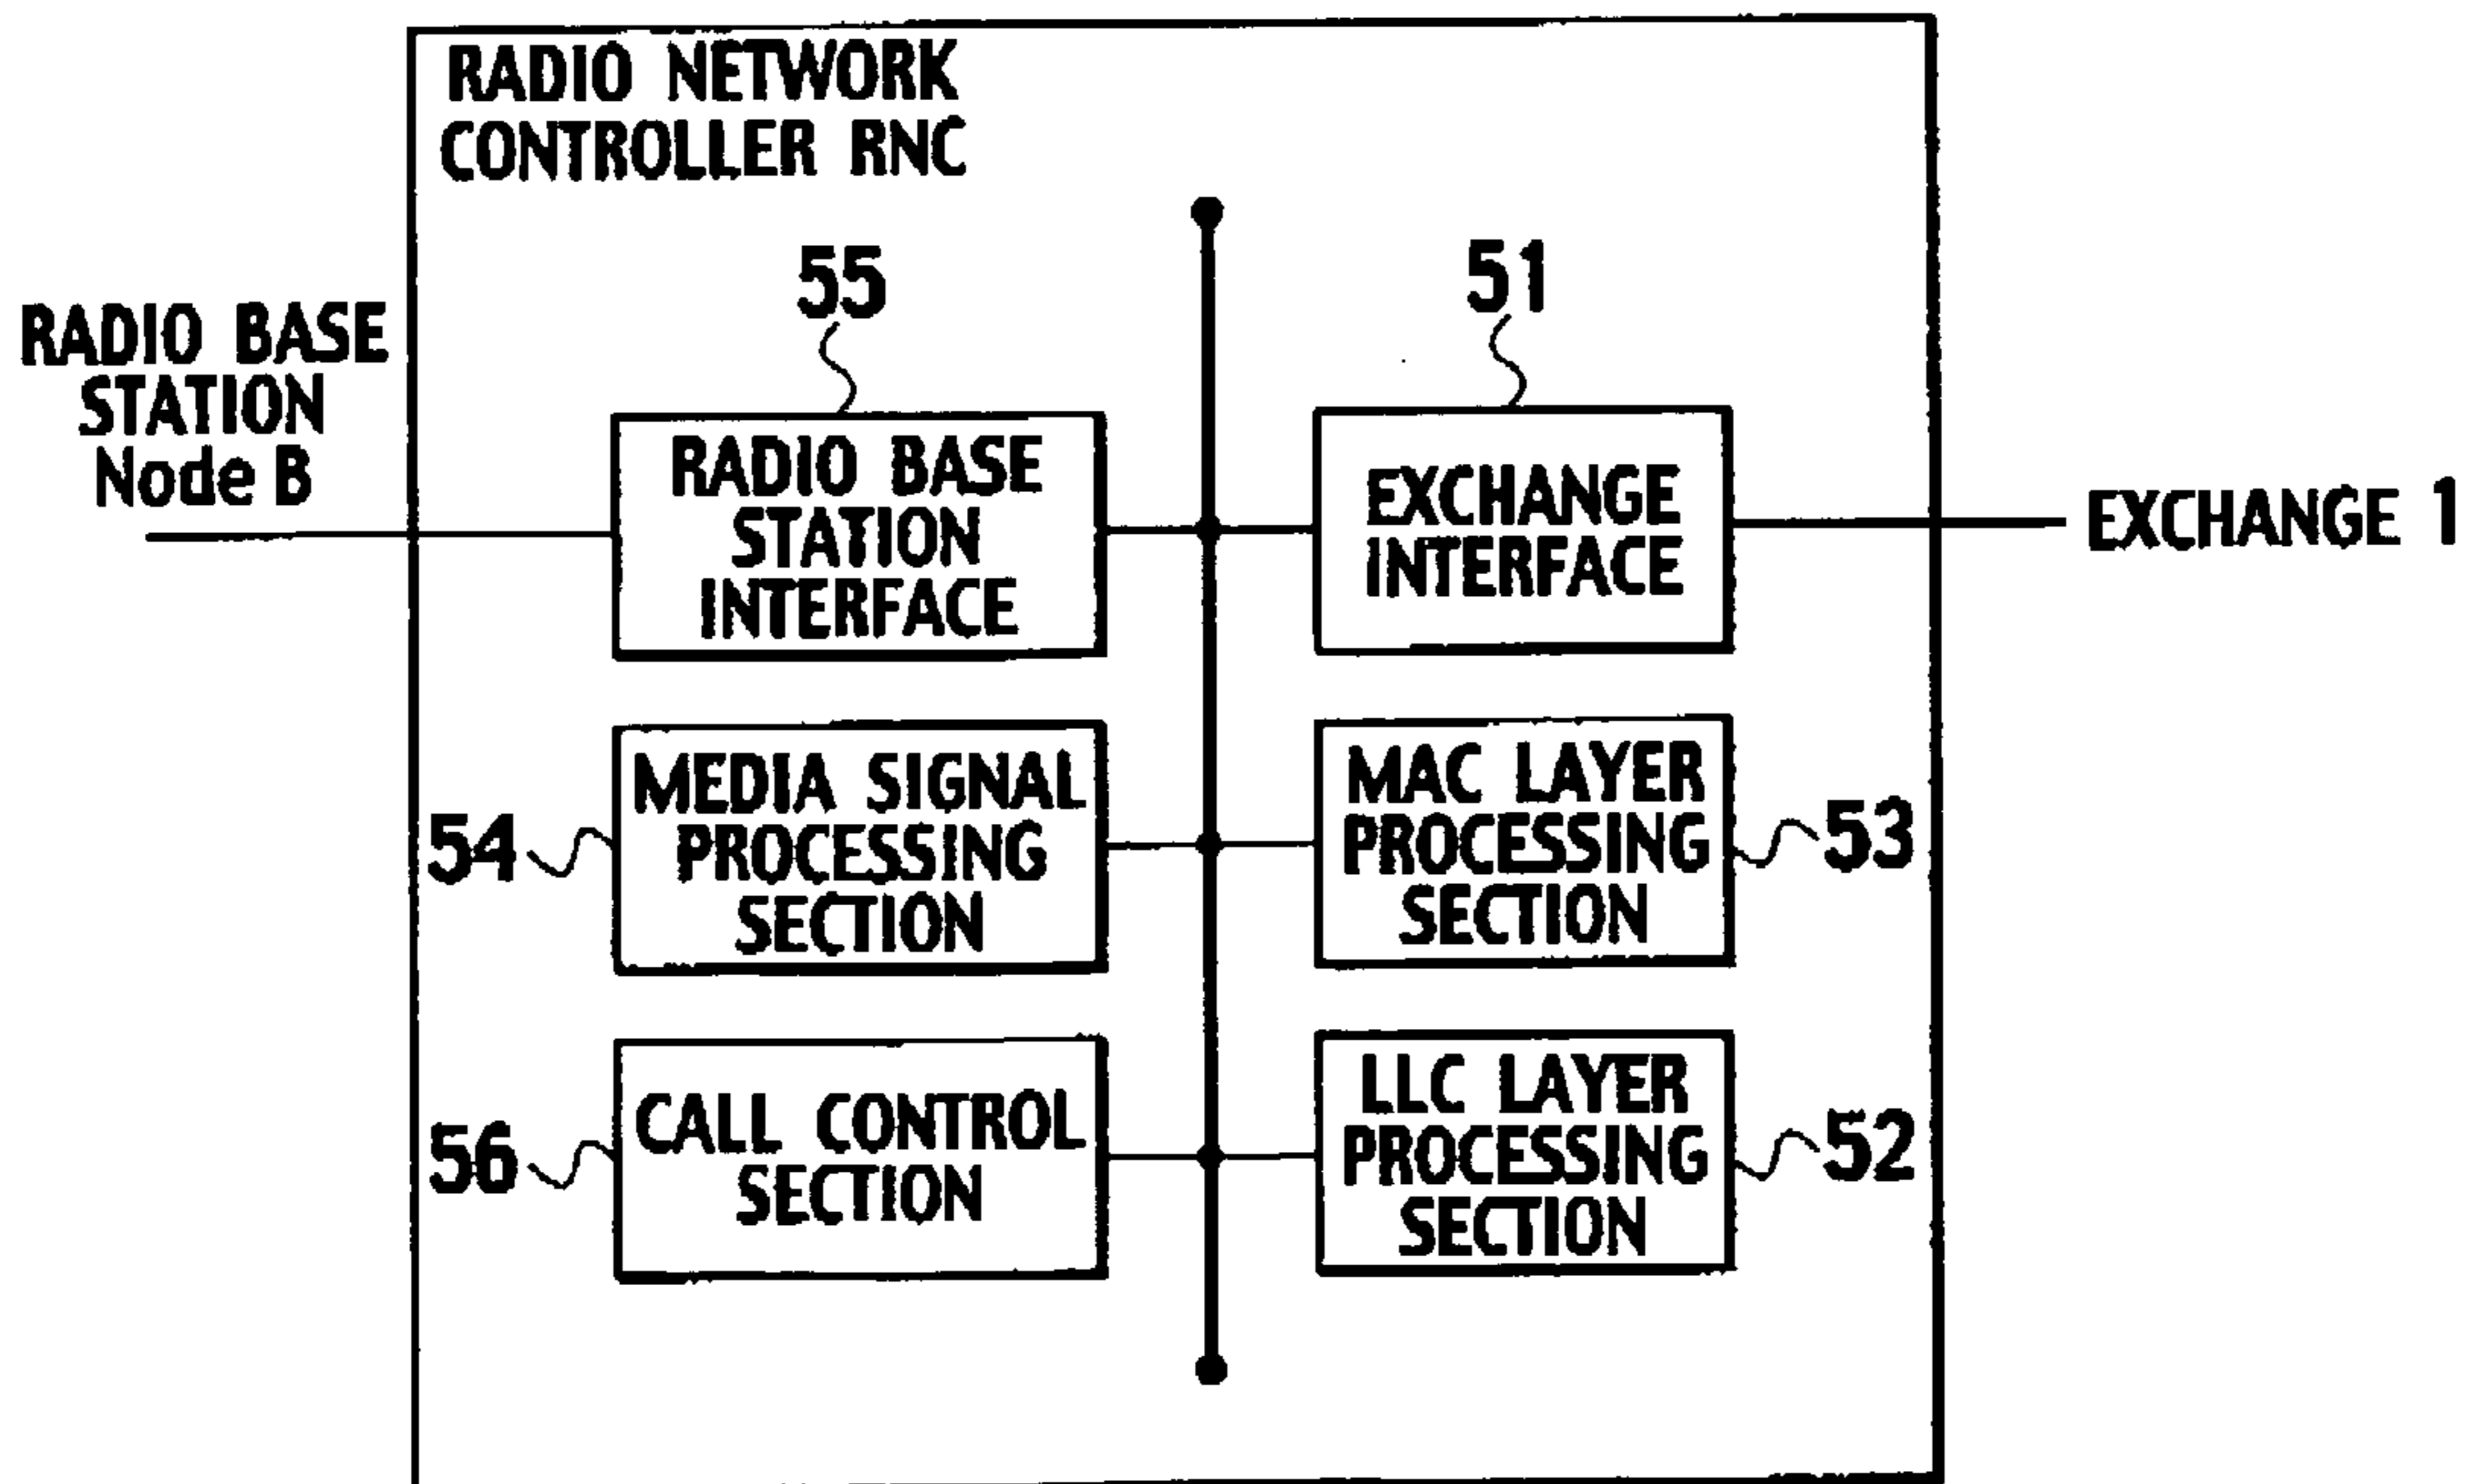 RADIO NETWORK
CONTROLLER RNC
55
51
RADIO BASE
STATION
Node B
RADIO BASE
STATION
INTERFACE
EXCHANGE
INTERFACE
EXCHANGE 1
54
MEDIA SIGNAL
PROCESSING
SECTION
MAC LAYER
PROCESSING
SECTION
53
56
CALL CONTROL
SECTION
LLC LAYER
PROCESSING
SECTION
52